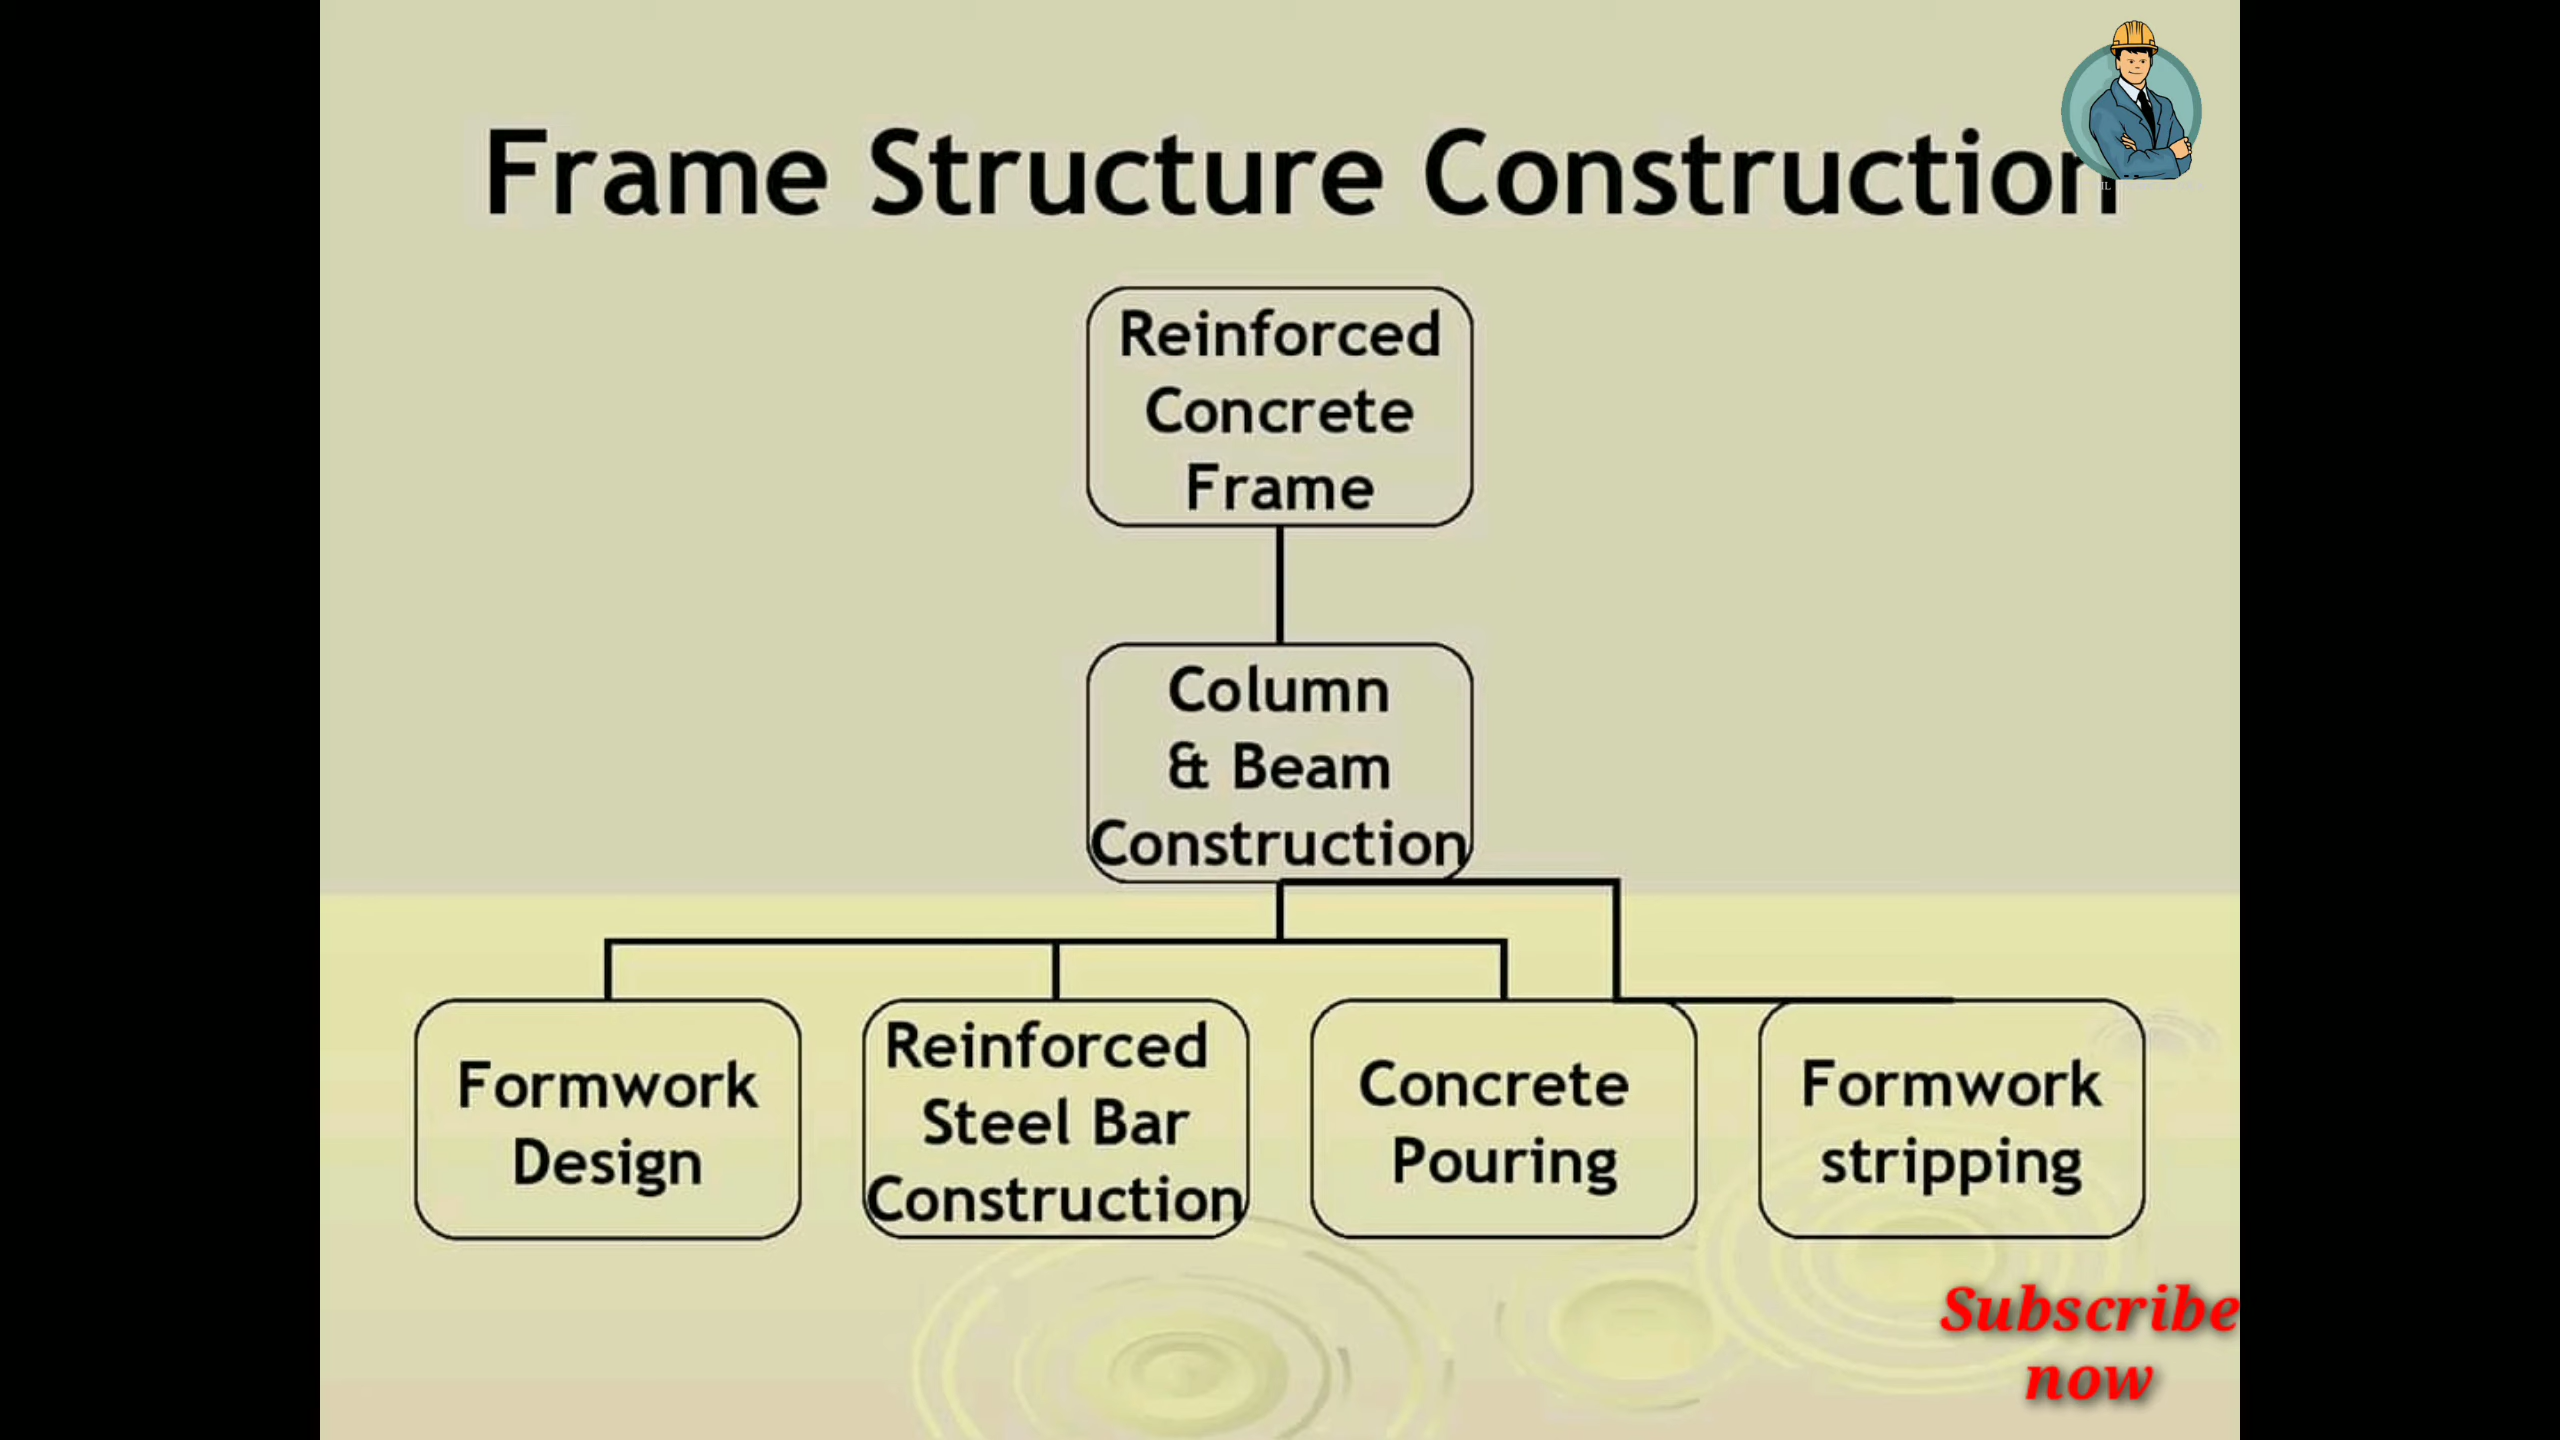 Frame Structure Construction
Reinforced
Concrete
Frame
Column
& Beam
Construction
Formwork
Design
Reinforced
Steel Bar
Construction
Concrete
Pouring
Formwork
stripping
Subscribe
now